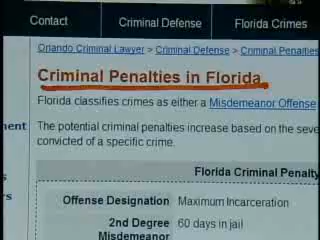 Contact Criminal Defense Florida Crimes
Orlando Criminal Lawyer > Criminal Defense > Criminal Penalties
Criminal Penalties in Florida
Florida classifies crimes as either a Misdemeanor Offense
The potential criminal penalties increase based on the seve
ment
convicted of a specific crime.
s
Florida Criminal Penalty
rs
Offense Designation Maximum Incarceration
2nd Degree 60 days in jail
Misdemeanor